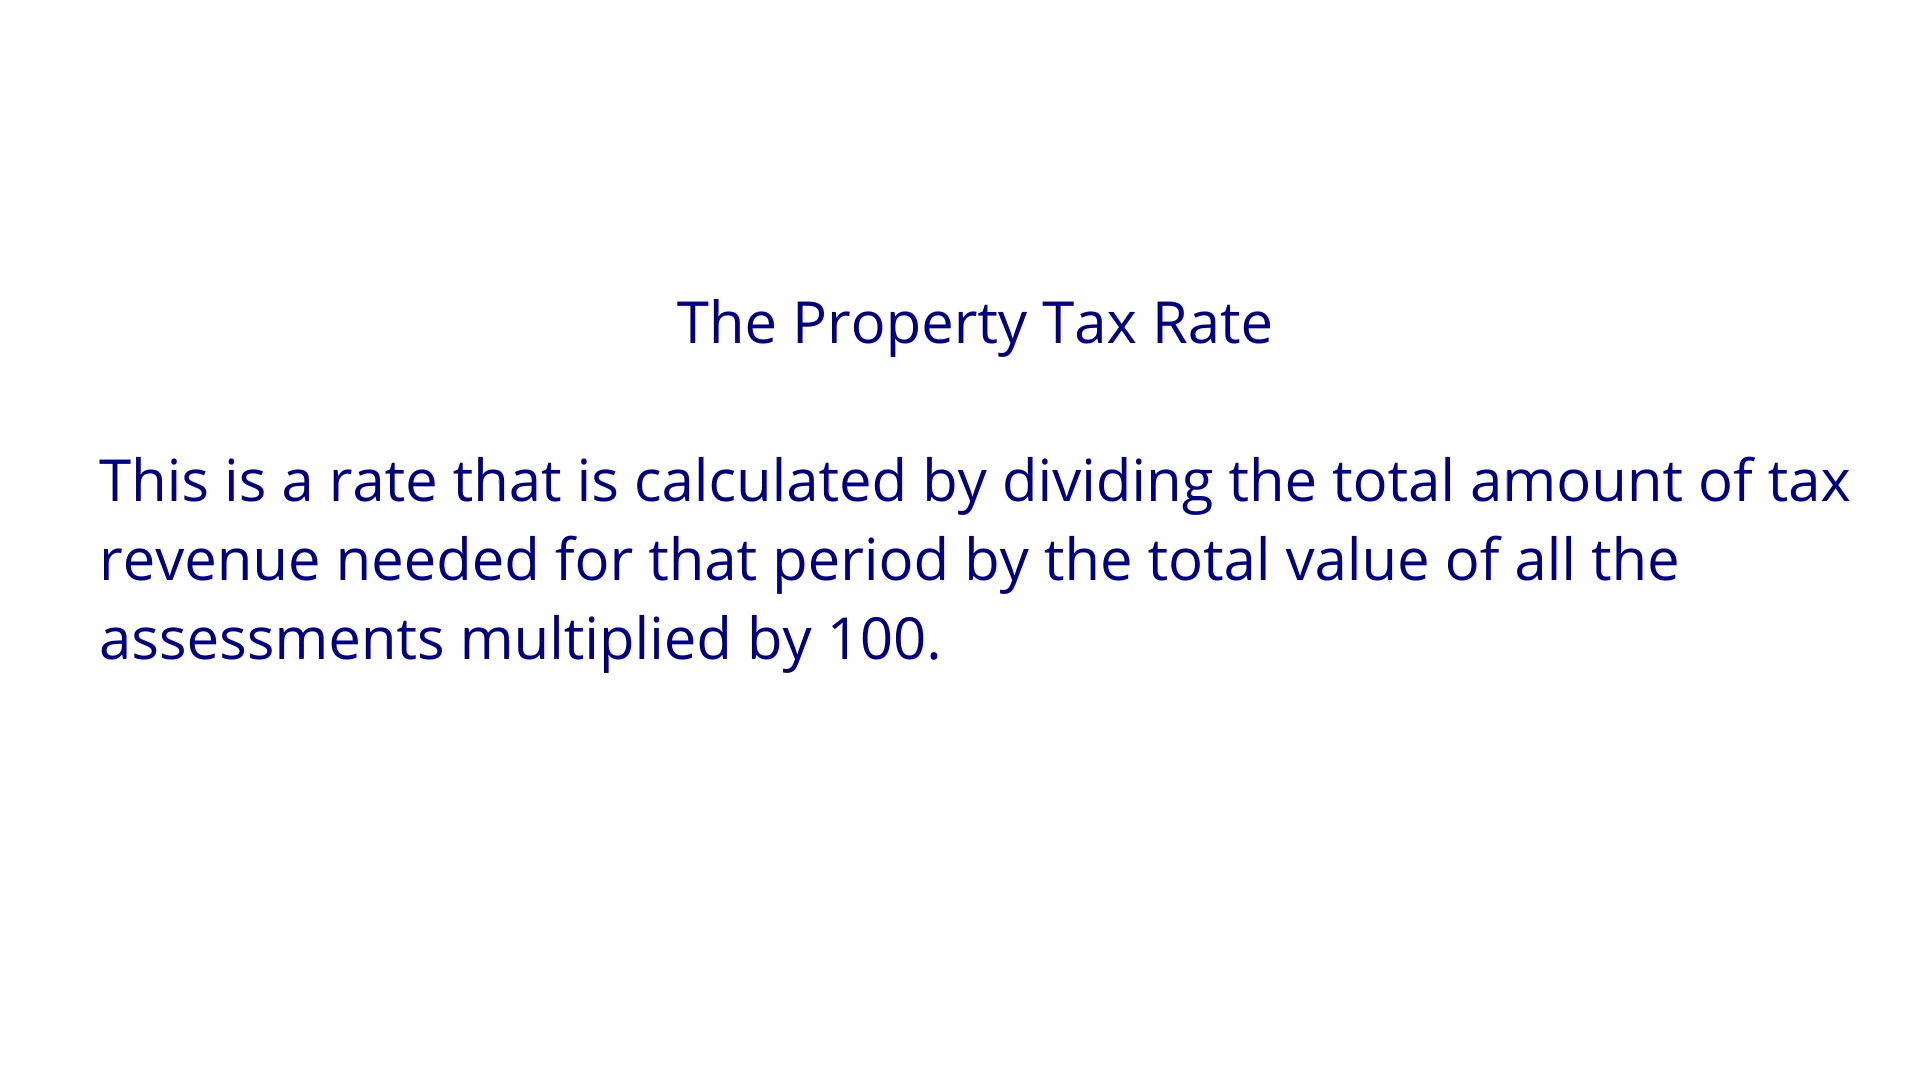 The Property Tax Rate
This is a rate that is calculated by dividing the total amount of tax
revenue needed for that period by the total value of all the
assessments multiplied by 100.